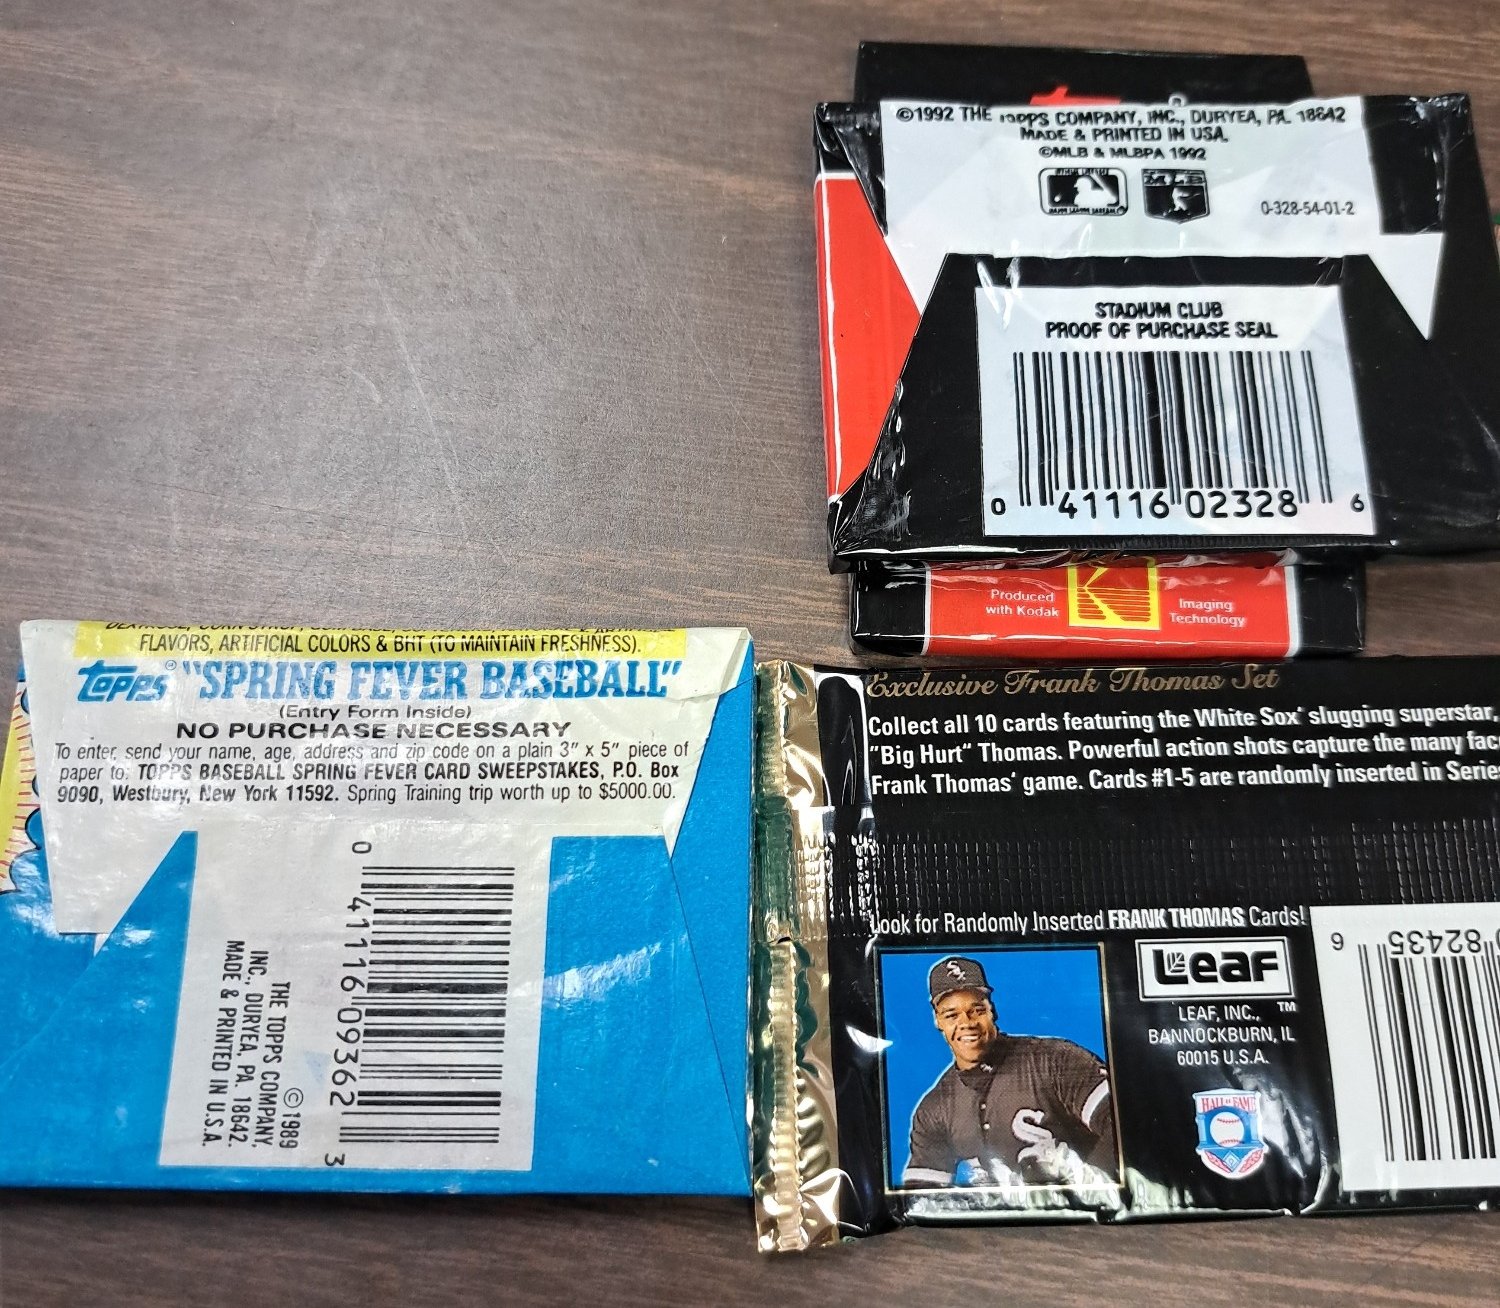 ©1992 THE TOPPS COMPANY, INC., DURYEA, PA. 18642
MADE & PRINTED IN USA.
©MLB & MLBPA 1992
0-328-54-01-2
STADIUM CLUB
PROOF OF PURCHASE SEAL
0 41116 02328 6
Produced
with Kodak
K
Imaging
Technology
FLAVORS, ARTIFICIAL COLORS & BHT (TO MAINTAIN FRESHNESS).
Topps® "SPRING FEVER BASEBALL"
(Entry Form Inside)
NO PURCHASE NECESSARY
To enter, send your name, age, address and zip code on a plain 3" x 5" piece of
paper to: TOPPS BASEBALL SPRING FEVER CARD SWEEPSTAKES, P.O. Box
9090, Westbury, New York 11592. Spring Training trip worth up to $5000.00.
0 41116 09362 3
©1989
THE TOPPS COMPANY,
INC., DURYEA, PA. 18642.
MADE & PRINTED IN U.S.A.
Exclusive Frank Thomas Set
Collect all 10 cards featuring the White Sox' slugging superstar,
"Big Hurt" Thomas. Powerful action shots capture the many
Frank Thomas' game. Cards #1-5 are randomly inserted in
Look for Randomly Inserted FRANK THOMAS Cards!
Sox
Sox
Leaf
LEAF, INC., ™
BANNOCKBURN, IL
60015 U.S.A.
HALL OF FAME
82435 6